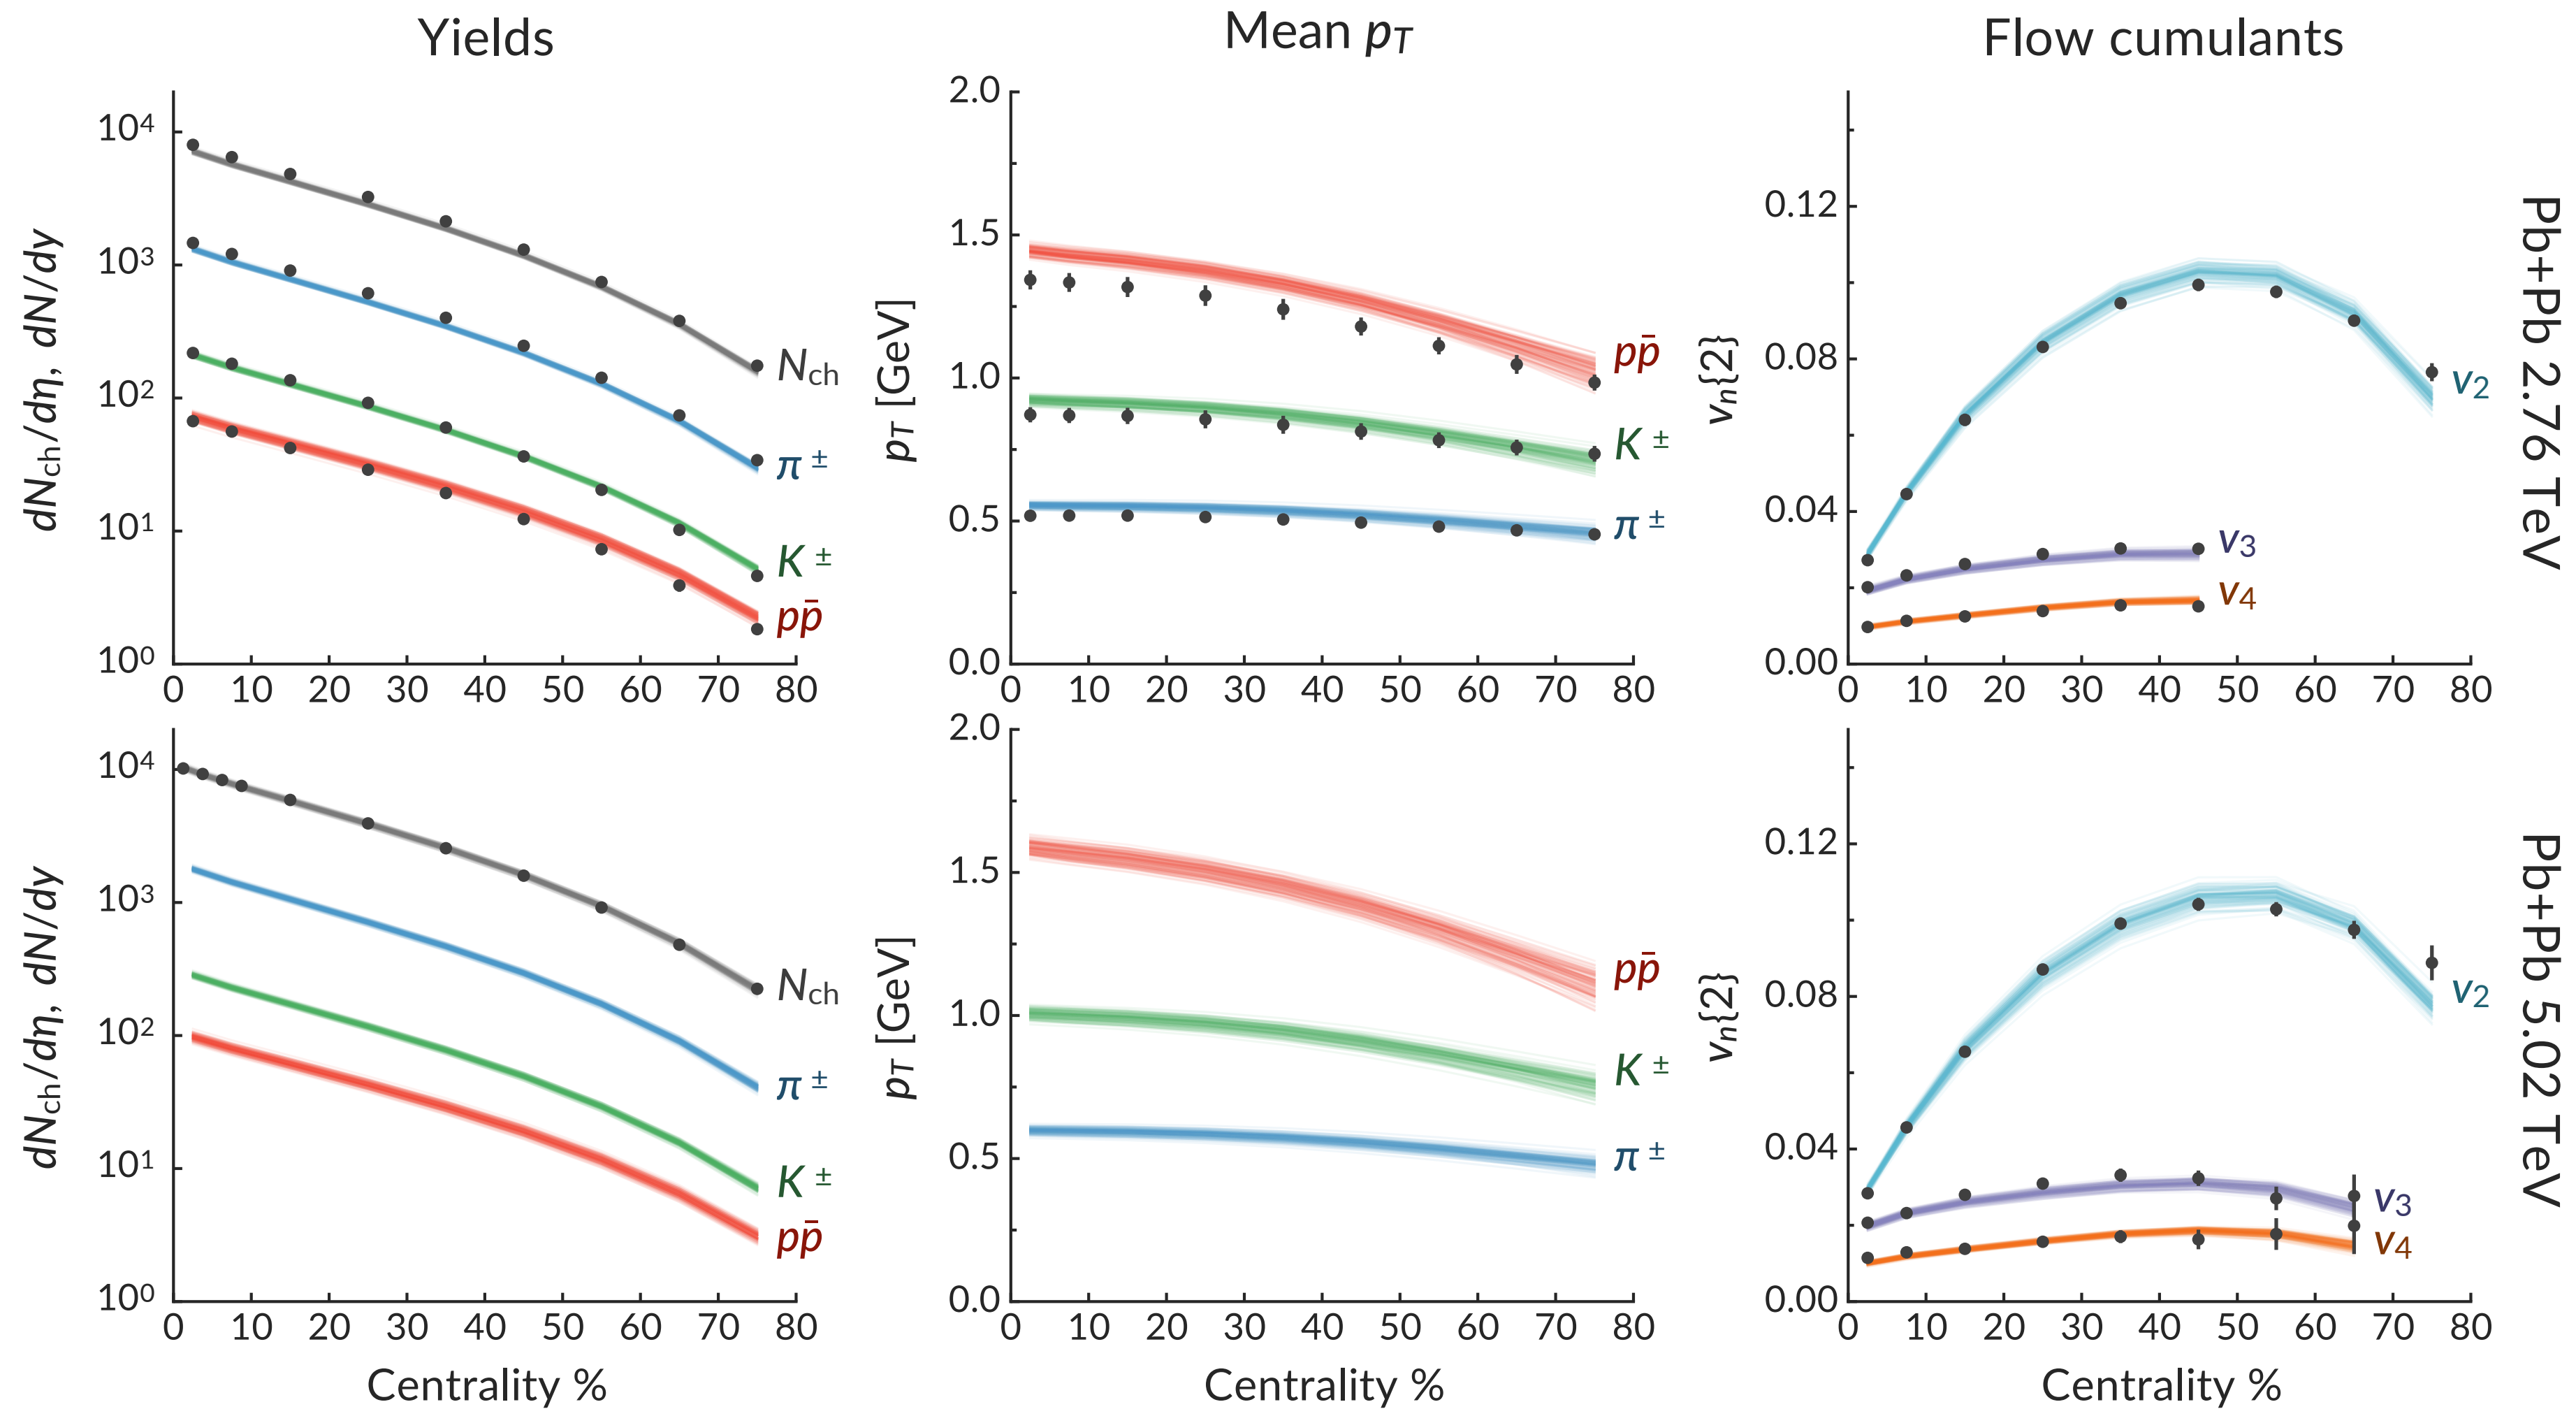 Yields
Mean pT
Flow cumulants
dNch/dη, dN/dy
10⁴
10³
10²
10¹
10⁰
0 10 20 30 40 50 60 70 80
Nch
π±
K±
pp̄
pT [GeV]
2.0
1.5
1.0
0.5
0.0
0 10 20 30 40 50 60 70 80
pp̄
K±
π±
vn{2}
0.12
0.08
0.04
0.00
0 10 20 30 40 50 60 70 80
v2
v3
v4
Pb+Pb 2.76 TeV
dNch/dη, dN/dy
10⁴
10³
10²
10¹
10⁰
0 10 20 30 40 50 60 70 80
Centrality %
Nch
π±
K±
pp̄
pT [GeV]
2.0
1.5
1.0
0.5
0.0
0 10 20 30 40 50 60 70 80
Centrality %
pp̄
K±
π±
vn{2}
0.12
0.08
0.04
0.00
0 10 20 30 40 50 60 70 80
Centrality %
v2
v3
v4
Pb+Pb 5.02 TeV